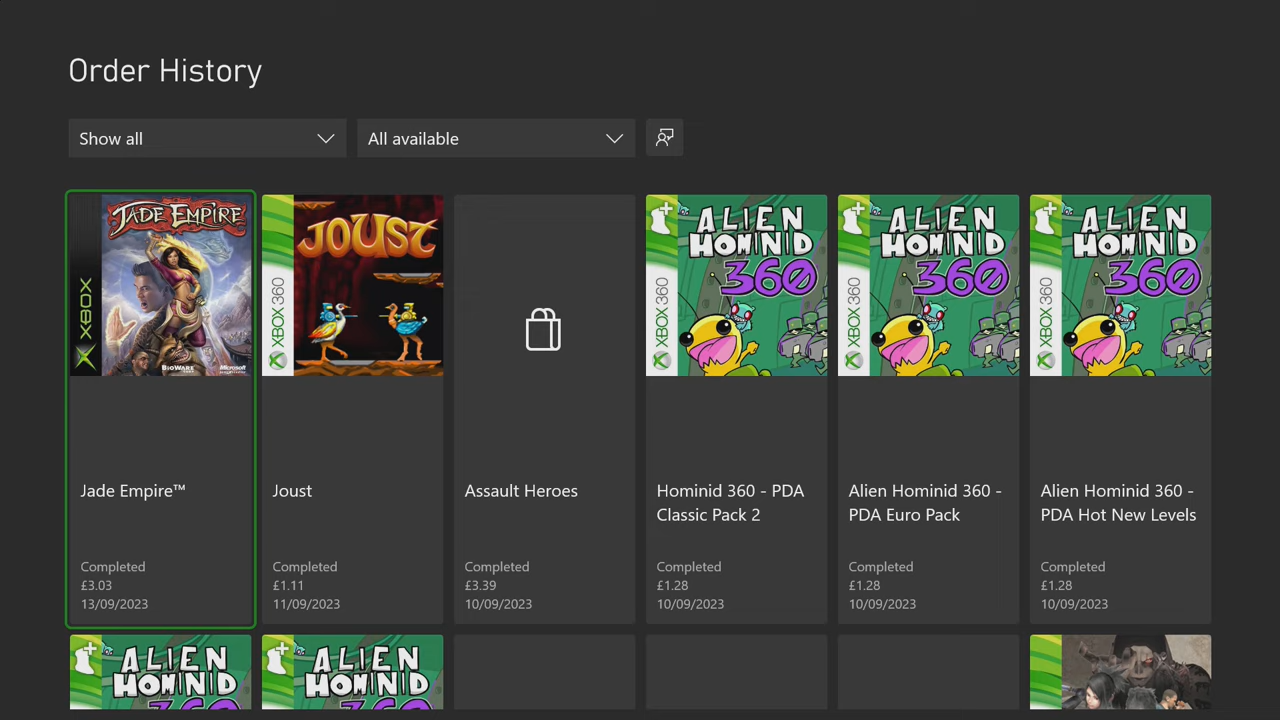 Order History
Show all
All available
JADE EMPIRE
XBOX
BIOWARE
Microsoft
JOUST
XBOX 360
ALIEN
HOMINID
360
XBOX 360
ALIEN
HOMINID
360
XBOX 360
ALIEN
HOMINID
360
XBOX 360
Jade Empire™
Completed
£3.03
13/09/2023
Joust
Completed
£1.11
11/09/2023
Assault Heroes
Completed
£3.39
10/09/2023
Hominid 360 - PDA
Classic Pack 2
Completed
£1.28
10/09/2023
Alien Hominid 360 -
PDA Euro Pack
Completed
£1.28
10/09/2023
Alien Hominid 360 -
PDA Hot New Levels
Completed
£1.28
10/09/2023
ALIEN
HOMINID
360
ALIEN
HOMINID
360